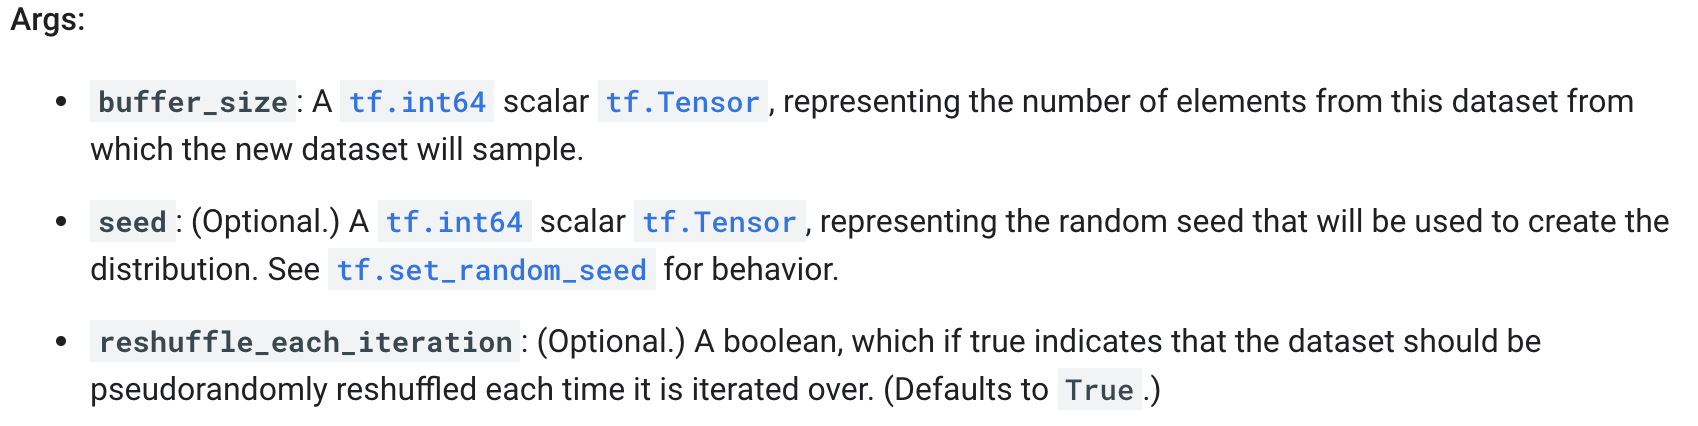 Args:
buffer_size: A tf.int64 scalar tf.Tensor, representing the number of elements from this dataset from
which the new dataset will sample.
seed: (Optional.) A tf.int64 scalar tf.Tensor, representing the random seed that will be used to create the
distribution. See tf.set_random_seed for behavior.
reshuffle_each_iteration: (Optional.) A boolean, which if true indicates that the dataset should be
pseudorandomly reshuffled each time it is iterated over. (Defaults to True.)